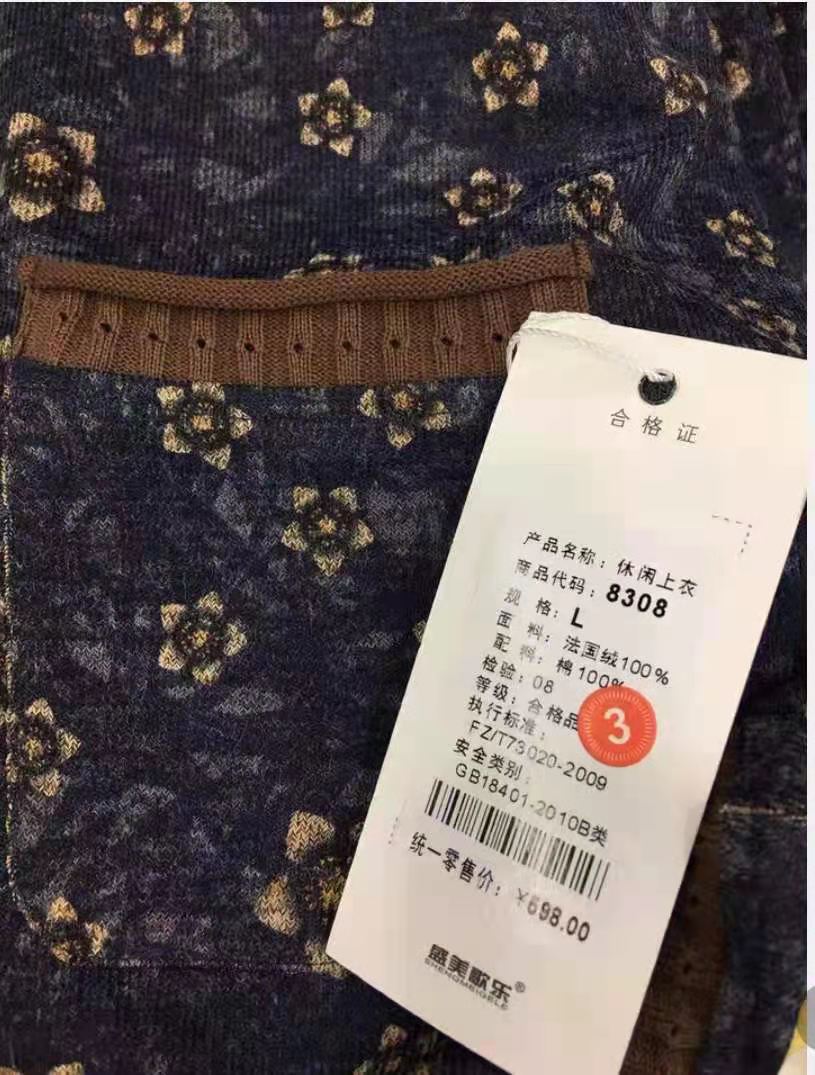 合格证
产品名称：休闲上衣
商品代码：8308
规 格：L
面 料：法国绒100%
配 料：棉100%
检验：08
等级：合格品
3
执行标准：
FZ/T73020-2009
安全类别：
GB18401-2010B类
统一零售价：¥698.00
盛美歌乐®
SHENGMEIGELE